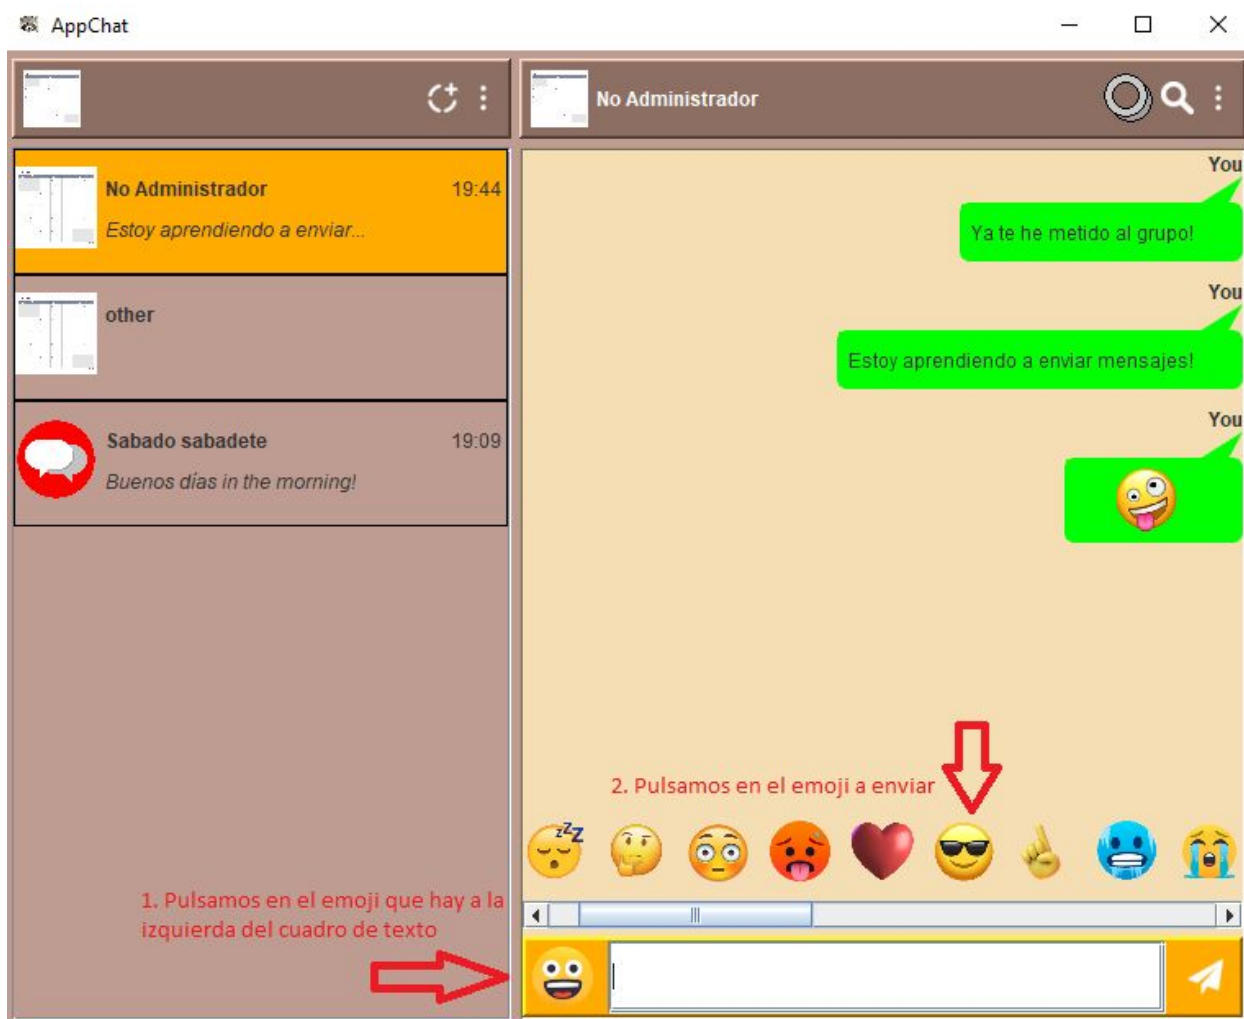 AppChat
No Administrador
No Administrador 19:44
Estoy aprendiendo a enviar...
other
Sabado sabadete 19:09
Buenos días in the morning!
You
Ya te he metido al grupo!
You
Estoy aprendiendo a enviar mensajes!
You
2. Pulsamos en el emoji a enviar
zzZ
1. Pulsamos en el emoji que hay a la
izquierda del cuadro de texto